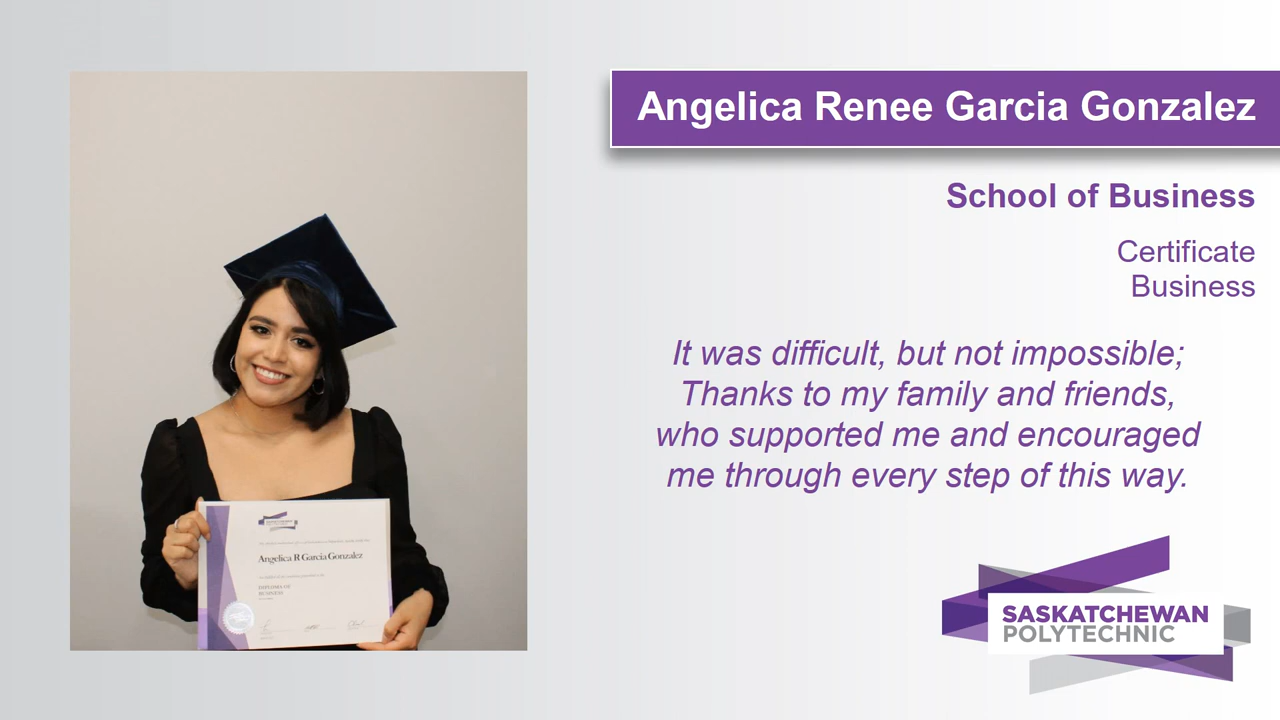 Angelica Renee Garcia Gonzalez
School of Business
Certificate
Business
It was difficult, but not impossible;
Thanks to my family and friends,
who supported me and encouraged
me through every step of this way.
SASKATCHEWAN
POLYTECHNIC
Angelica R Garcia Gonzalez
DIPLOMA OF
BUSINESS